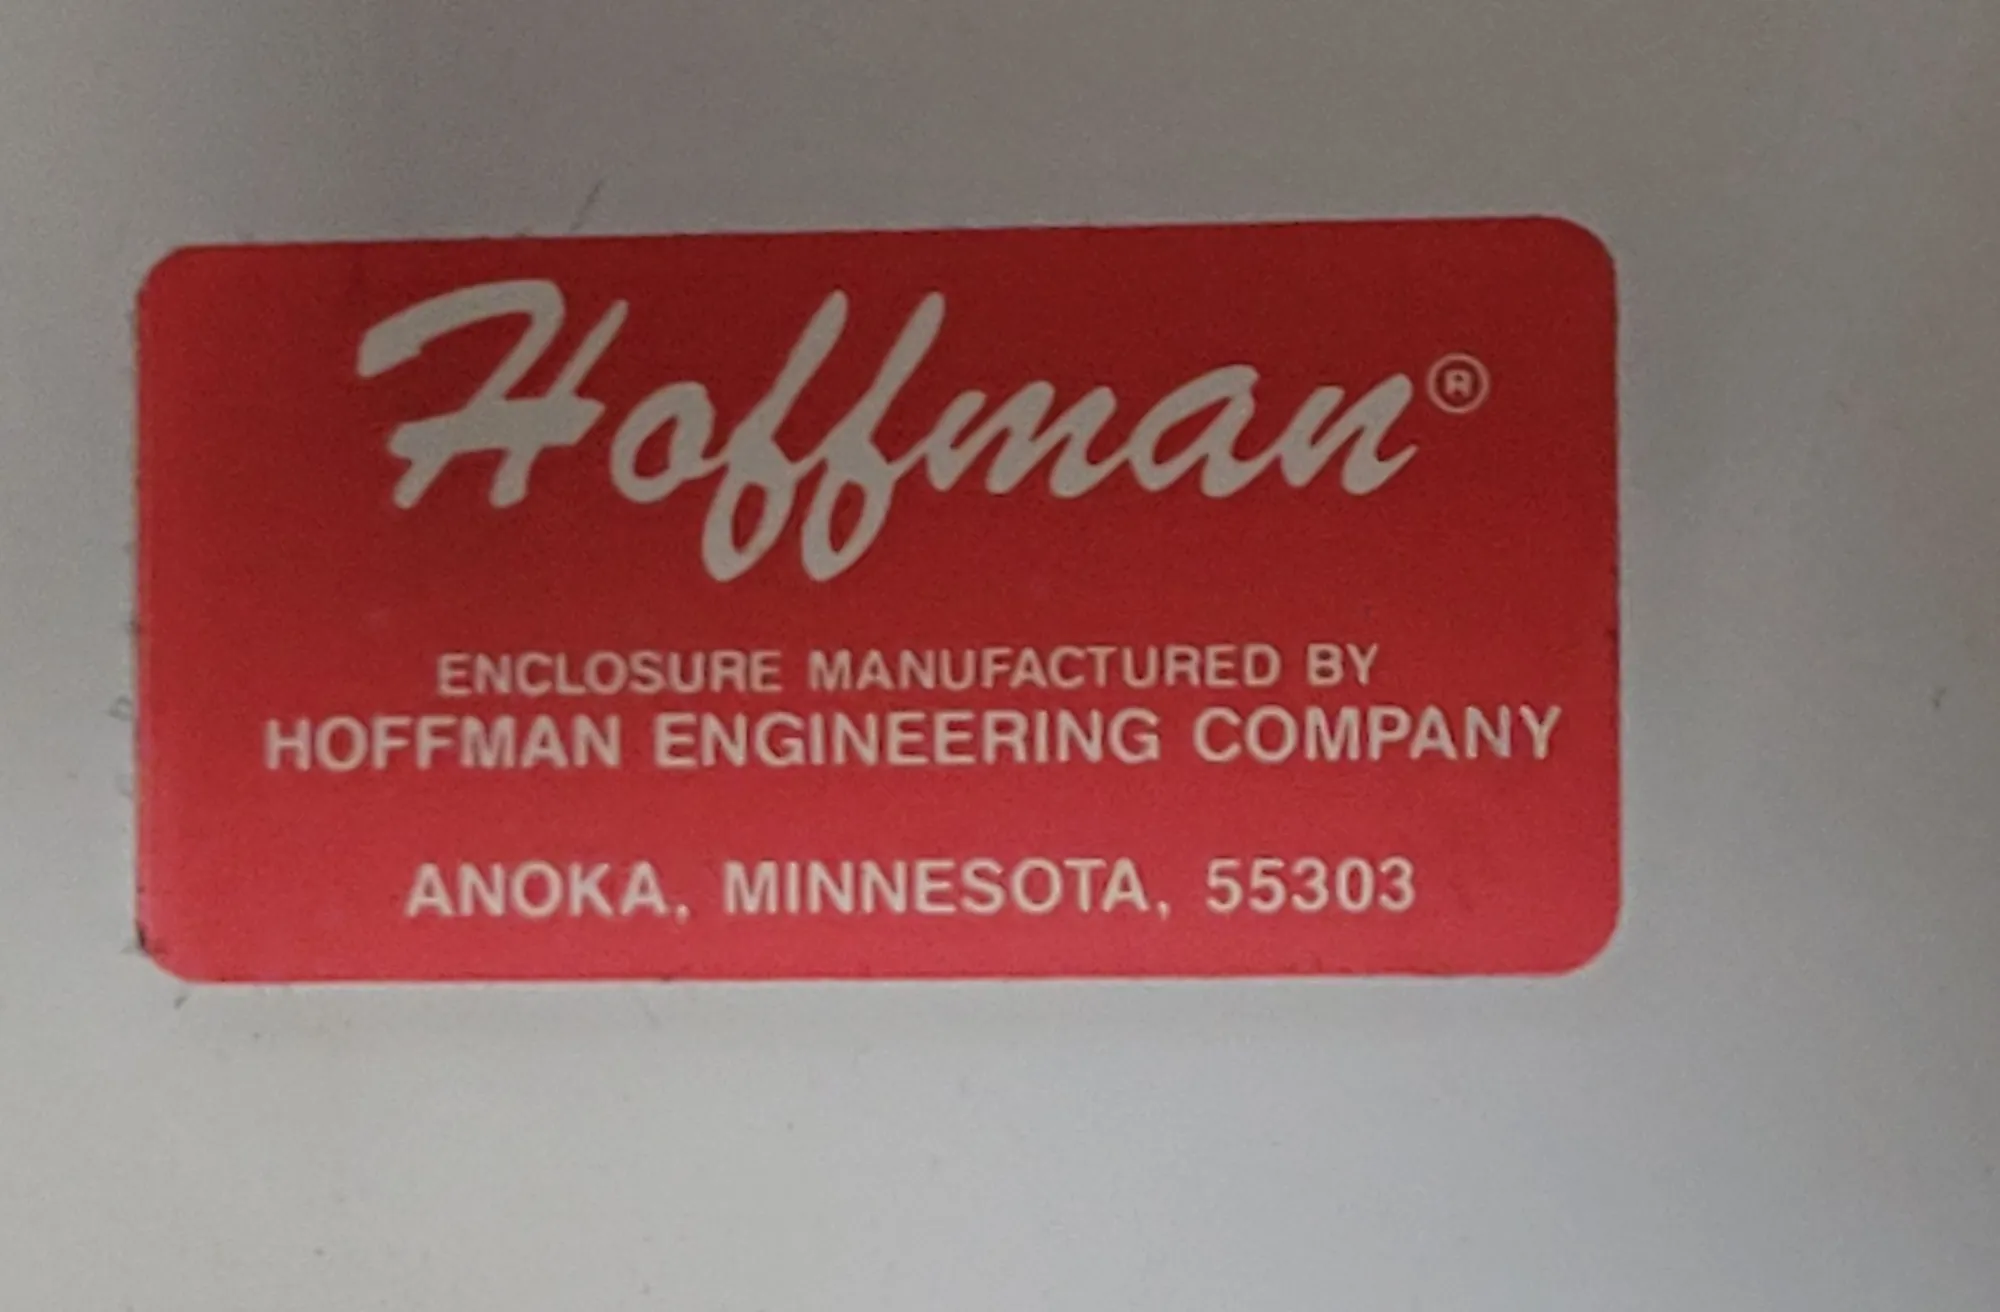 Hoffman®
ENCLOSURE MANUFACTURED BY
HOFFMAN ENGINEERING COMPANY
ANOKA, MINNESOTA, 55303